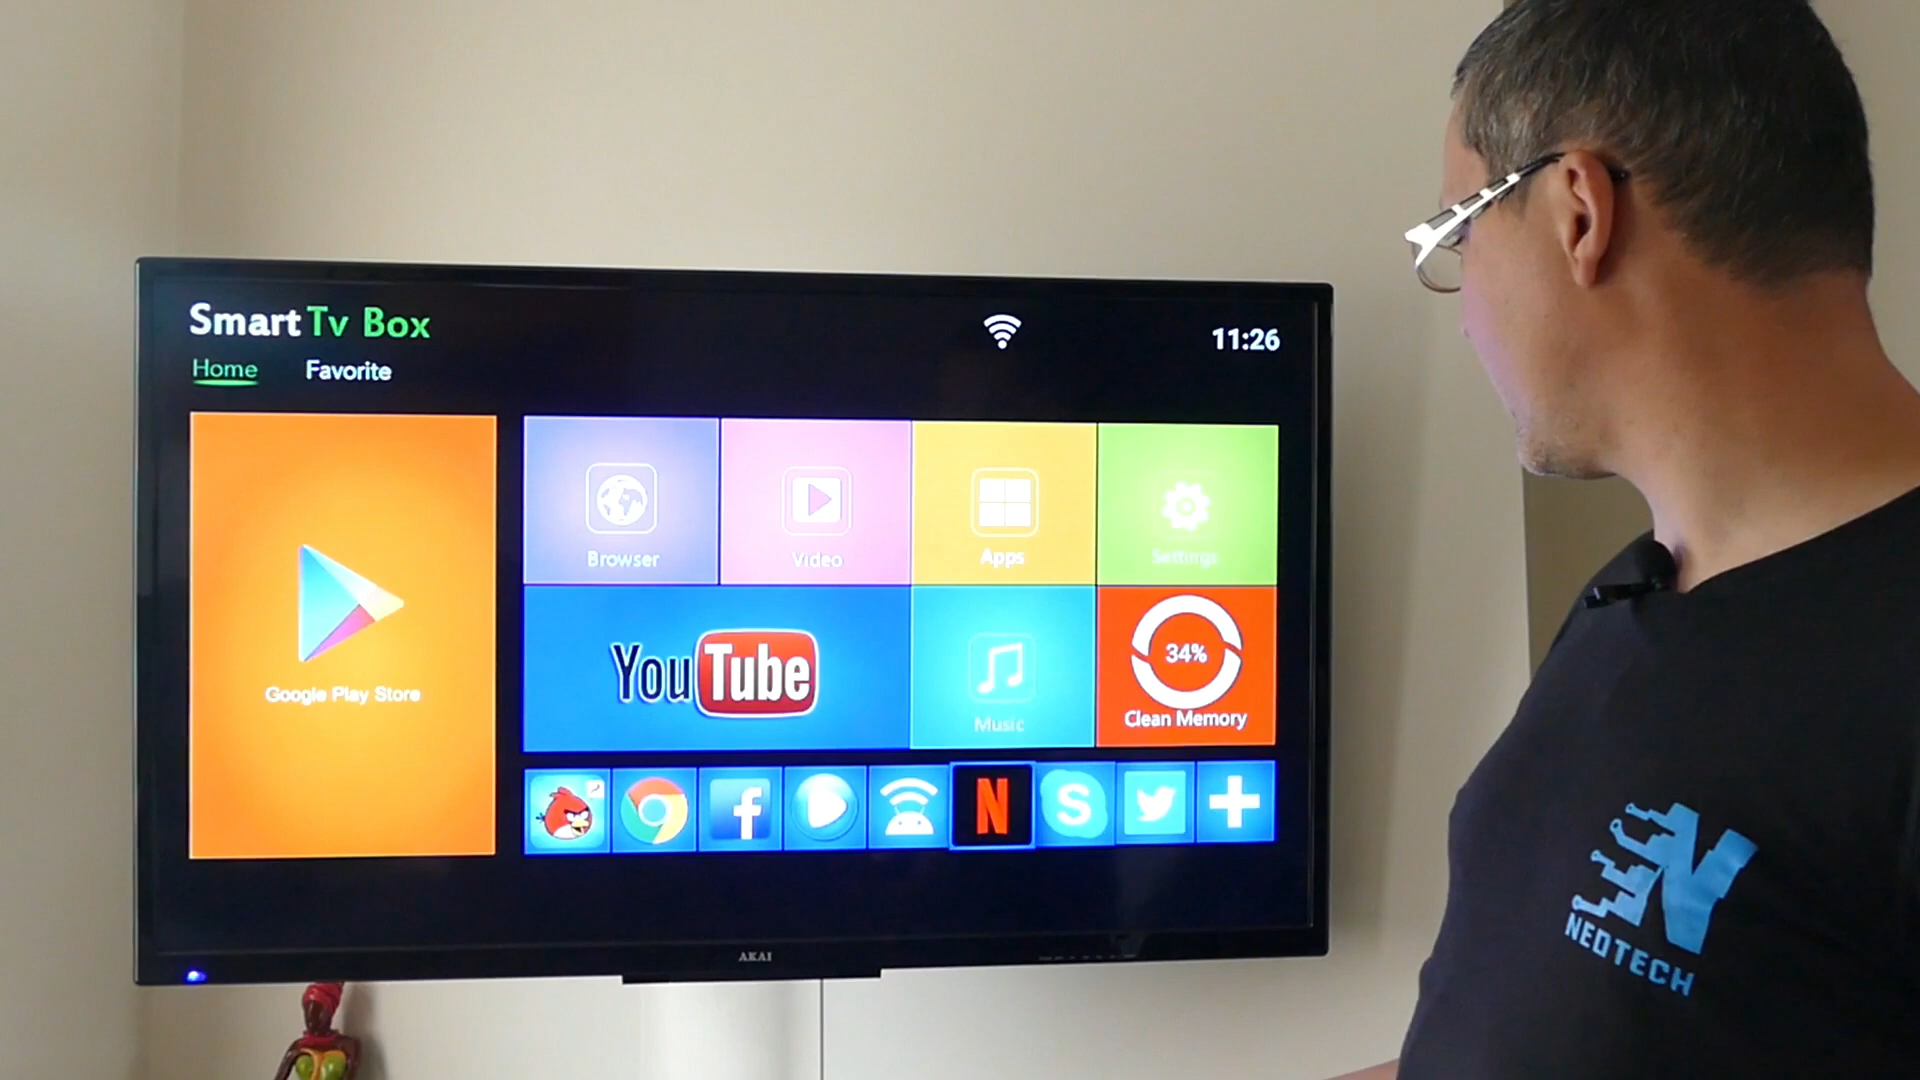 Smart Tv Box
11:26
Home Favorite
Google Play Store
Browser Video Apps Settings
YouTube
Music
34%
Clean Memory
f N S
AKAI
N
NEOTECH